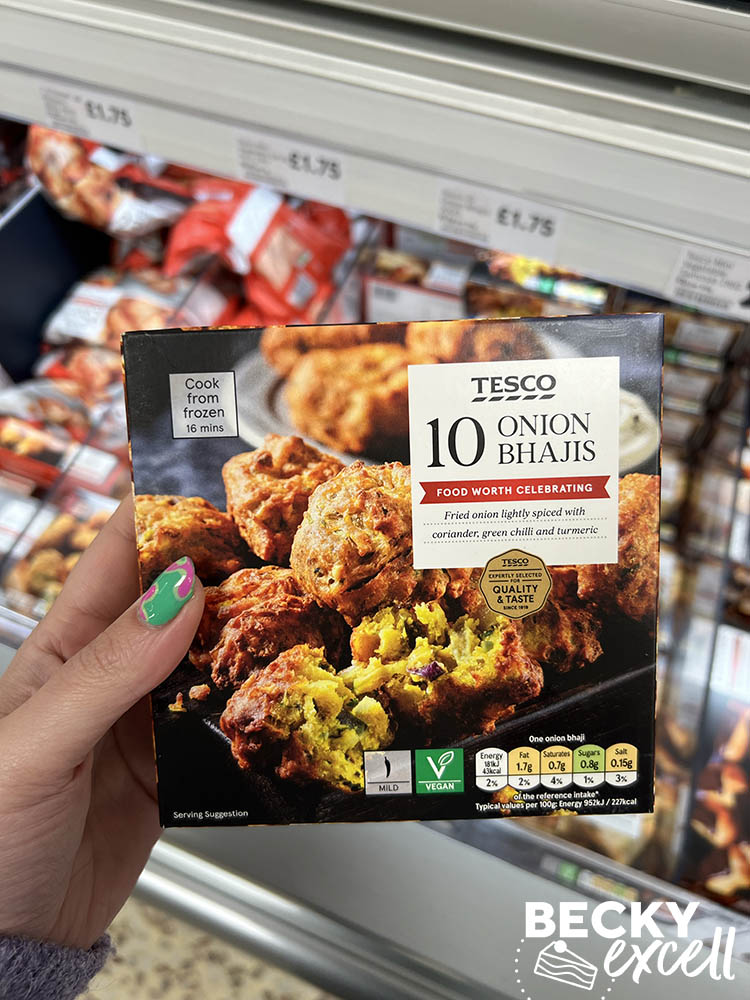 £1.75
£1.75
£1.75
Cook
from
frozen
16 mins
TESCO
10 ONION
BHAJIS
FOOD WORTH CELEBRATING
Fried onion lightly spiced with
coriander, green chilli and turmeric
TESCO
EXPERTLY SELECTED
FOR
QUALITY
& TASTE
SINCE 1919
MILD
VEGAN
One onion bhaji
Energy Fat Saturates Sugars Salt
181kJ 1.7g 0.7g 0.8g 0.15g
43kcal
2% 2% 4% 1% 3%
of the reference intake*
Typical values per 100g: Energy 952kJ / 227kcal
Serving Suggestion
BECKY
excell